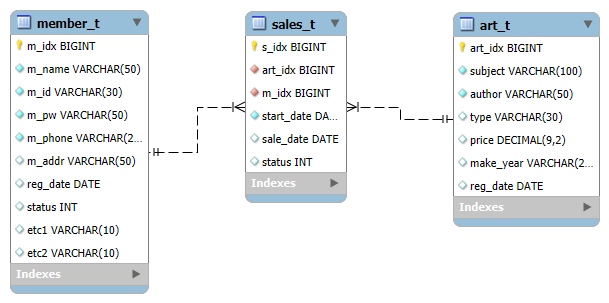 member_t
m_idx BIGINT
m_name VARCHAR(50)
m_id VARCHAR(30)
m_pw VARCHAR(50)
m_phone VARCHAR(2...
m_addr VARCHAR(50)
reg_date DATE
status INT
etc1 VARCHAR(10)
etc2 VARCHAR(10)
Indexes
sales_t
s_idx BIGINT
art_idx BIGINT
m_idx BIGINT
start_date DA...
sale_date DATE
status INT
Indexes
art_t
art_idx BIGINT
subject VARCHAR(100)
author VARCHAR(50)
type VARCHAR(30)
price DECIMAL(9,2)
make_year VARCHAR(2...
reg_date DATE
Indexes